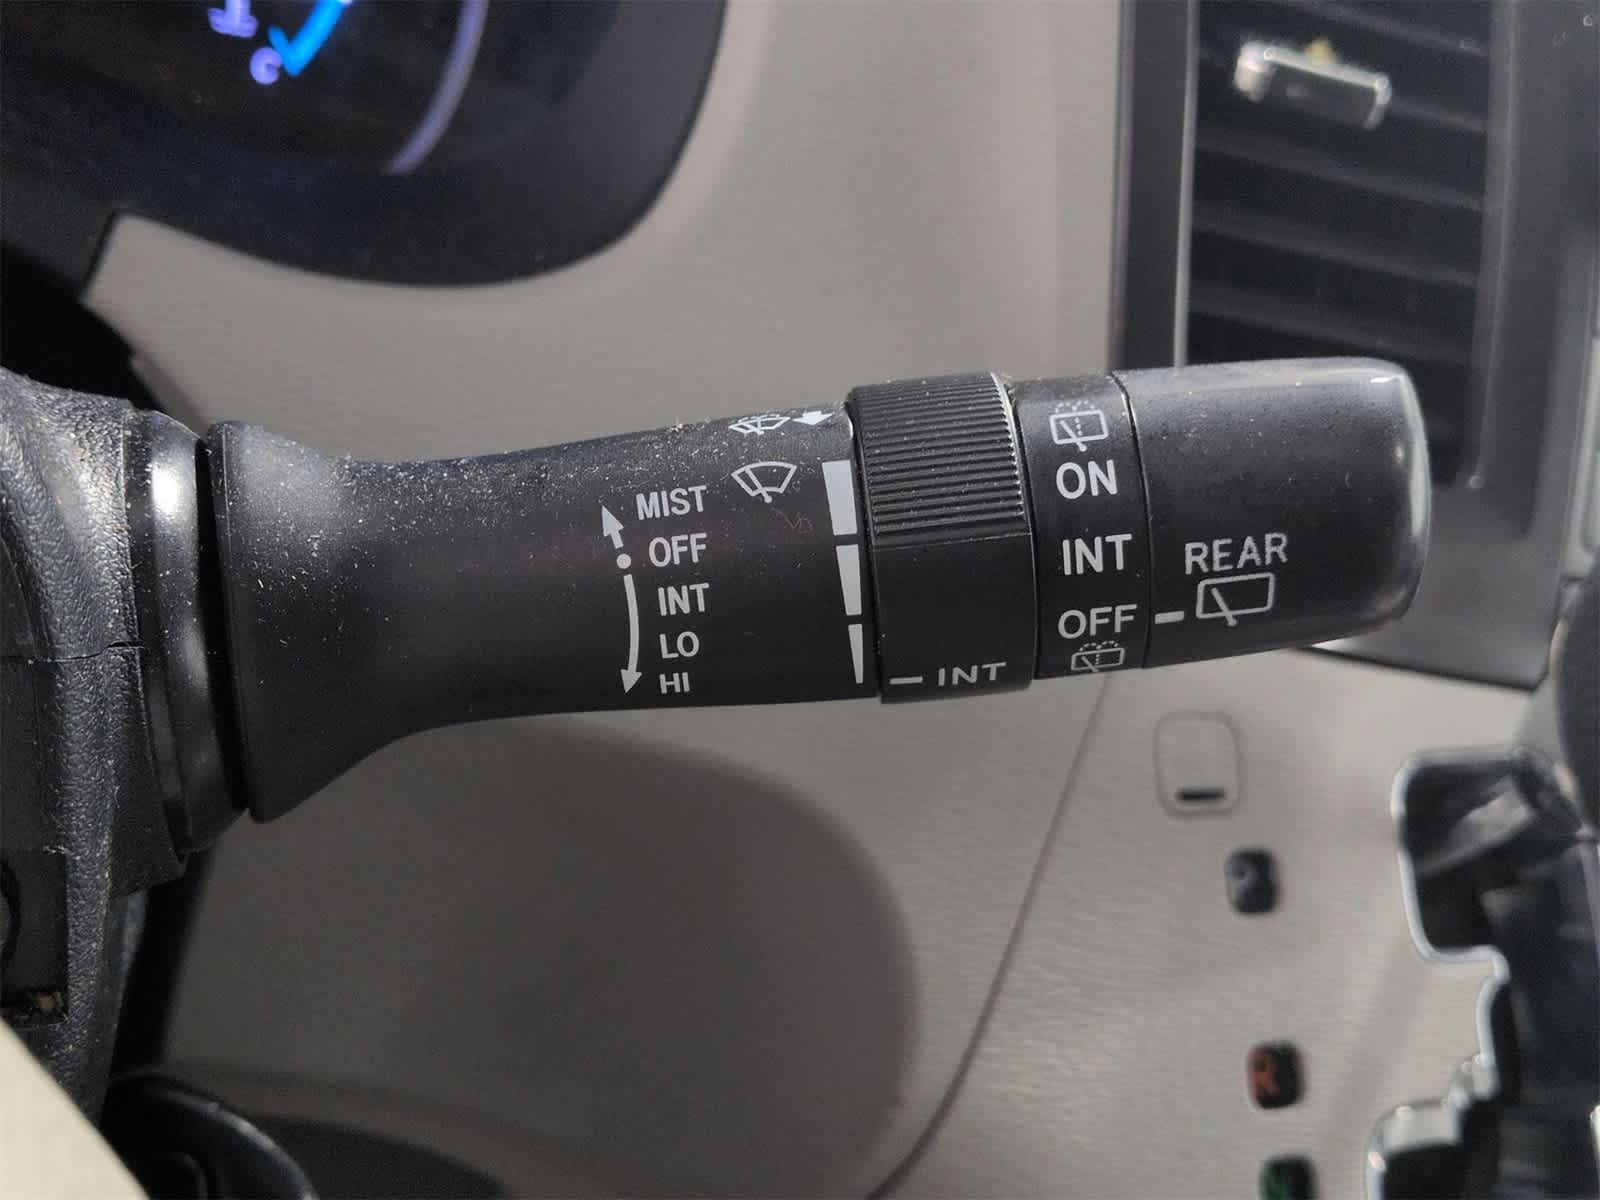 MIST
OFF
INT
LO
HI
INT
ON
INT
OFF
REAR
P
R